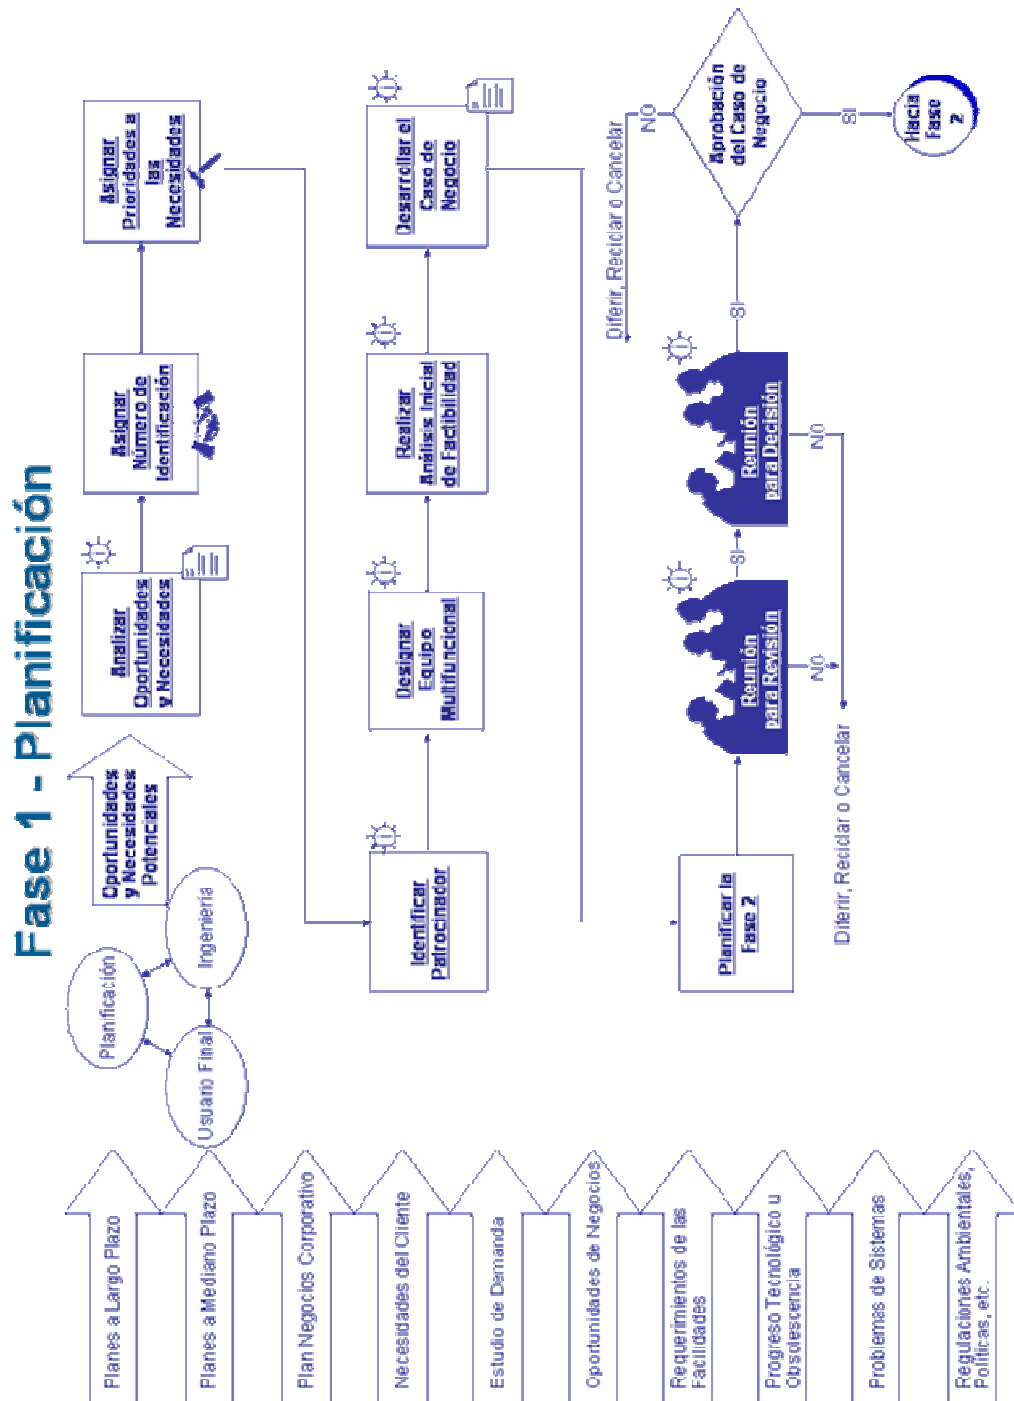 Fase 1 - Planificación
Planes a Largo Plazo
Planes a Mediano Plazo
Plan Negocios Corporativo
Necesidades del Cliente
Estudio de Demanda
Oportunidades de Negocios
Requerimientos de las
Facilidades
Progreso Tecnológico u
Obsolescencia
Problemas de Sistemas
Regulaciones Ambientales,
Políticas, etc.
Planificación
Usuario Final
Ingeniería
Oportunidades
y Necesidades
Potenciales
Analizar
Oportunidades
y Necesidades
Asignar
Número de
Identificación
Asignar
Prioridades a
las
Necesidades
Identificar
Patrocinador
Designar
Equipo
Multifuncional
Realizar
Análisis Inicial
de Factibilidad
Desarrollar el
Caso de
Negocio
Planificar la
Fase 2
Reunión
para Revisión
SI
NO
Reunión
para Decisión
SI
NO
Diferir, Reciclar o Cancelar
Aprobación
del Caso de
Negocio
NO
Diferir, Reciclar o Cancelar
SI
Hacia
Fase
2